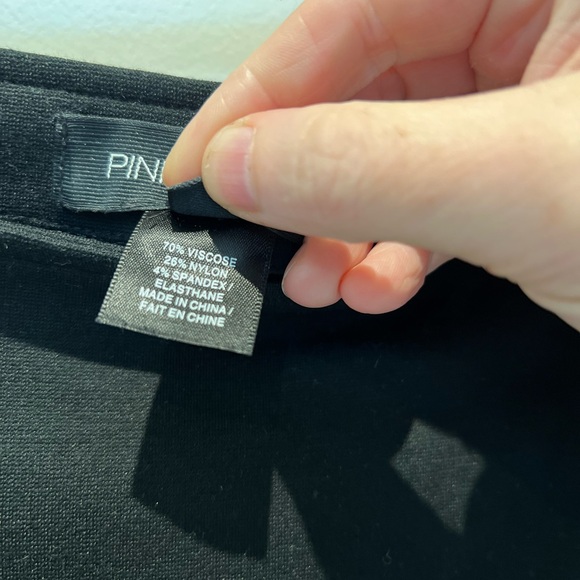 70% VISCOSE
26% NYLON
4% SPANDEX/
ELASTHANE
MADE IN CHINA/
FAIT EN CHINE